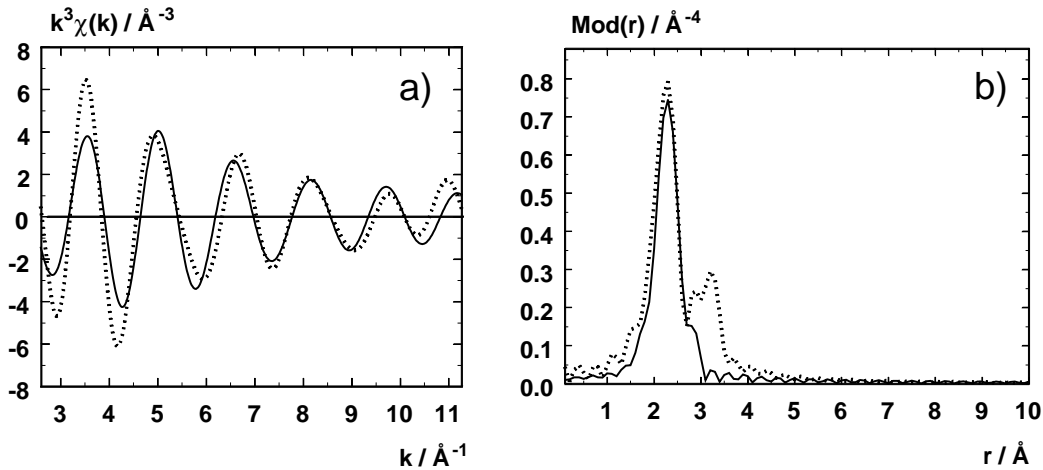 k³χ(k) / Å⁻³
8
6
4
2
0
-2
-4
-6
-8
a)
3 4 5 6 7 8 9 10 11
k / Å⁻¹
Mod(r) / Å⁻⁴
0.8
0.7
0.6
0.5
0.4
0.3
0.2
0.1
0.0
b)
1 2 3 4 5 6 7 8 9 10
r / Å